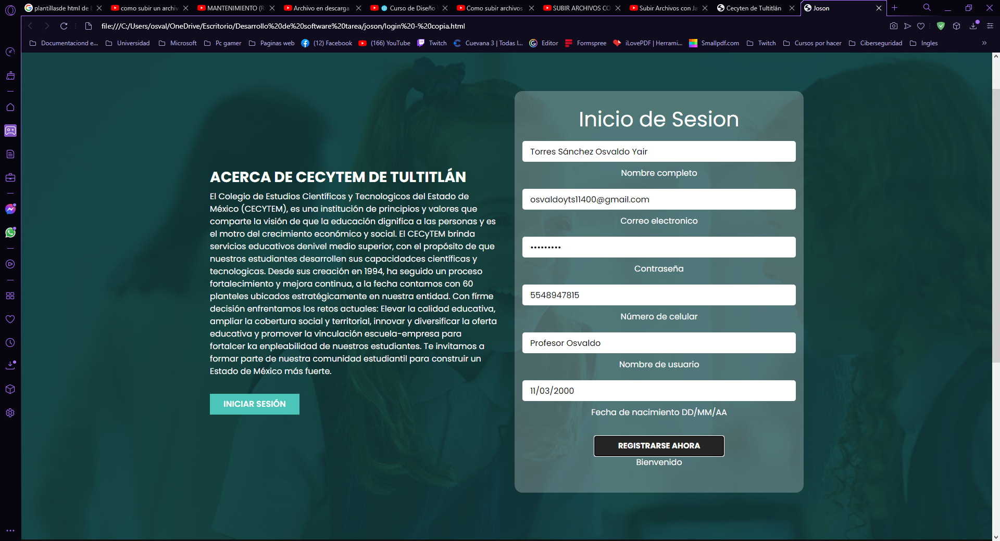 plantillasde html de b
como subir un archiv
MANTENIMIENTO (R
Archivo en descarga
Curso de Diseño
Como subir archivos
SUBIR ARCHIVOS CO
Subir Archivos con Ja
Cecyten de Tultitlán
Joson
file:///C:/Users/osval/OneDrive/Escritorio/Desarrollo%20de%20software%20tarea/joson/login%20-%20copia.html
Documentaciond e...
Universidad
Microsoft
Pc gamer
Paginas web
(12) Facebook
(166) YouTube
Twitch
Cuevana 3 | Todas l...
Editor
Formspree
iLovePDF | Herrami...
Smallpdf.com
Twitch
Cursos por hacer
Ciberseguridad
Ingles
ACERCA DE CECYTEM DE TULTITLÁN
El Colegio de Estudios Científicos y Tecnologicos del Estado de
México (CECYTEM), es una institución de principios y valores que
comparte la visión de que la educación dignifica a las personas y es
el motro del crecimiento económico y social. El CECyTEM brinda
servicios educativos denivel medio superior, con el propósito de que
nuestros estudiantes desarrollen sus capacidadces científicas y
tecnologicas. Desde sus creación en 1994, ha seguido un proceso
fortalecimiento y mejora continua, a la fecha contamos con 60
planteles ubicados estratégicamente en nuestra entidad. Con fírme
decisión enfrentamos los retos actuales: Elevar la calidad educativa,
ampliar la cobertura social y territorial, innovar y diversificar la oferta
educativa y promover la vinculación escuela-empresa para
fortalcer ka enpleabilidad de nuestros estudiantes. Te invitamos a
formar parte de nuestra comunidad estudiantil para construir un
Estado de México más fuerte.
INICIAR SESIÓN
Inicio de Sesion
Torres Sánchez Osvaldo Yair
Nombre completo
osvaldoyts11400@gmail.com
Correo electronico
•••••••••
Contraseña
5548947815
Número de celular
Profesor Osvaldo
Nombre de usuario
11/03/2000
Fecha de nacimiento DD/MM/AA
REGISTRARSE AHORA
Bienvenido